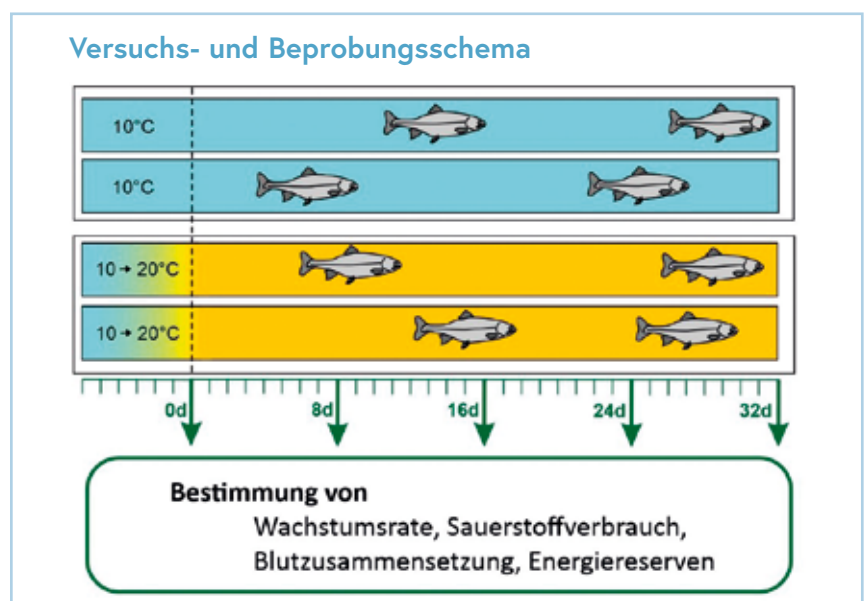 Versuchs- und Beprobungsschema
10°C
10°C
10 → 20°C
10 → 20°C
0d 8d 16d 24d 32d
Bestimmung von
Wachstumsrate, Sauerstoffverbrauch,
Blutzusammensetzung, Energiereserven